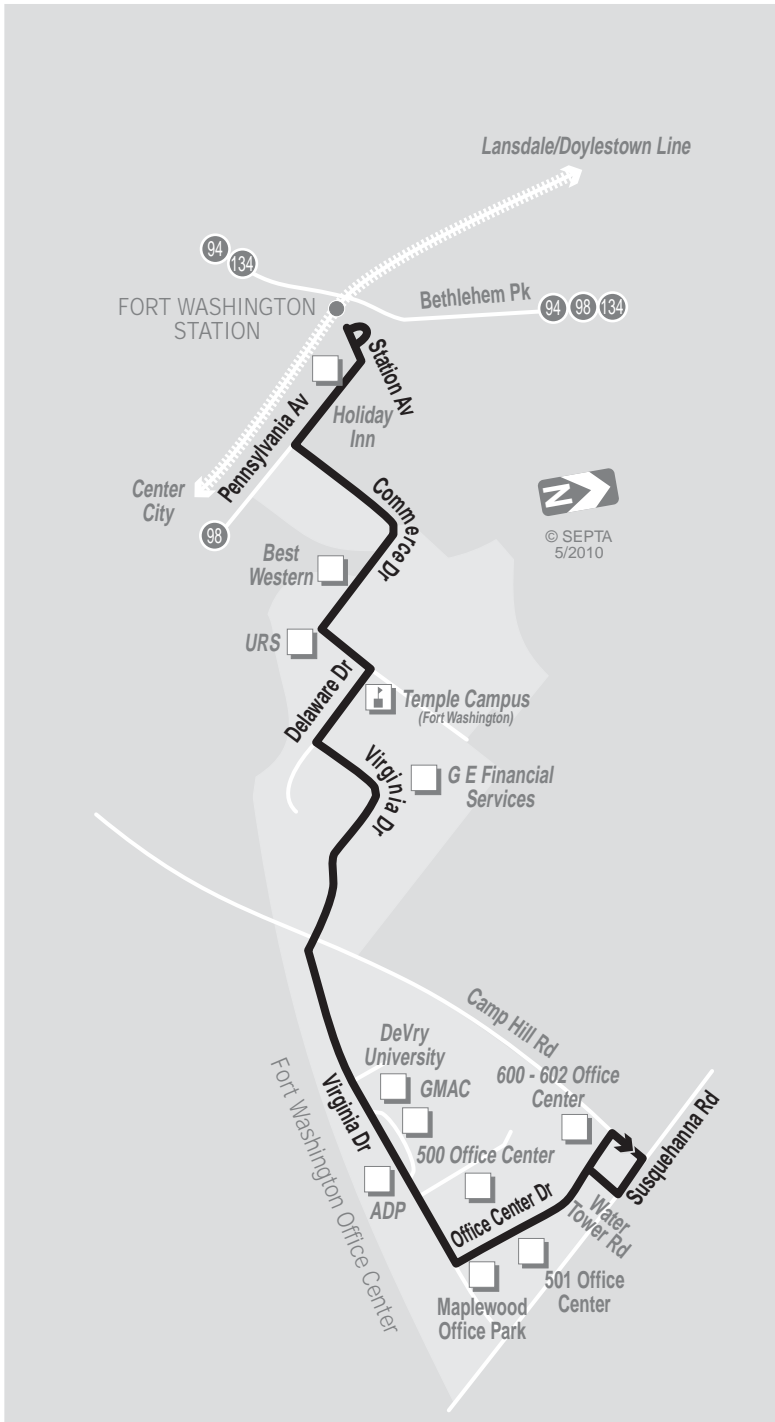 Lansdale/Doylestown Line
94
134
Bethlehem Pk
94 98 134
FORT WASHINGTON
STATION
Station Av
Holiday
Inn
Pennsylvania Av
Center
City
98
Commerce Dr
N
© SEPTA
5/2010
Best
Western
URS
Delaware Dr
Temple Campus
(Fort Washington)
Virginia Dr
G E Financial
Services
Camp Hill Rd
DeVry
University
GMAC
600 - 602 Office
Center
Fort Washington Office Center
Virginia Dr
500 Office Center
Susquehanna Rd
ADP
Office Center Dr
Water
Tower Rd
501 Office
Center
Maplewood
Office Park